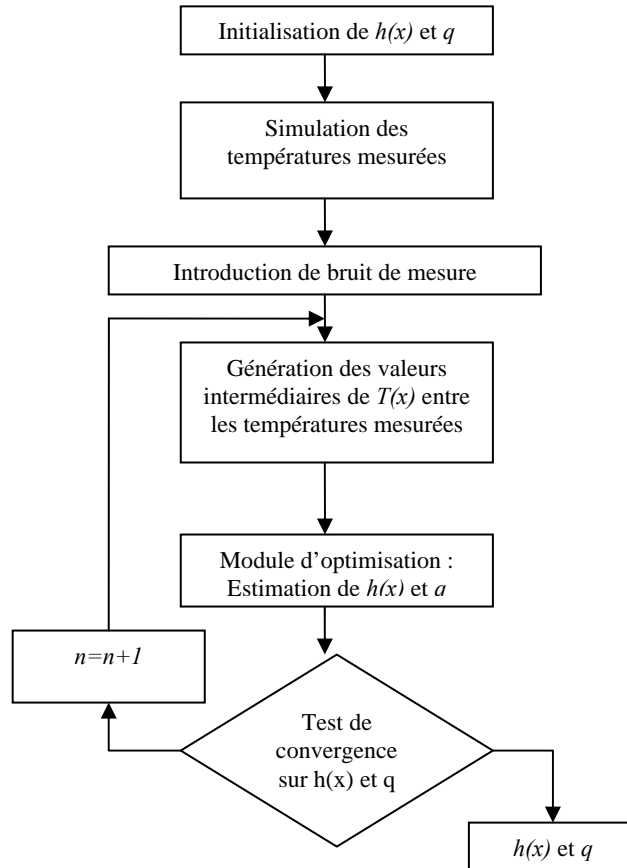 Initialisation de h(x) et q
Simulation des
températures mesurées
Introduction de bruit de mesure
Génération des valeurs
intermédiaires de T(x) entre
les températures mesurées
Module d’optimisation :
Estimation de h(x) et a
n=n+1
Test de
convergence
sur h(x) et q
h(x) et q